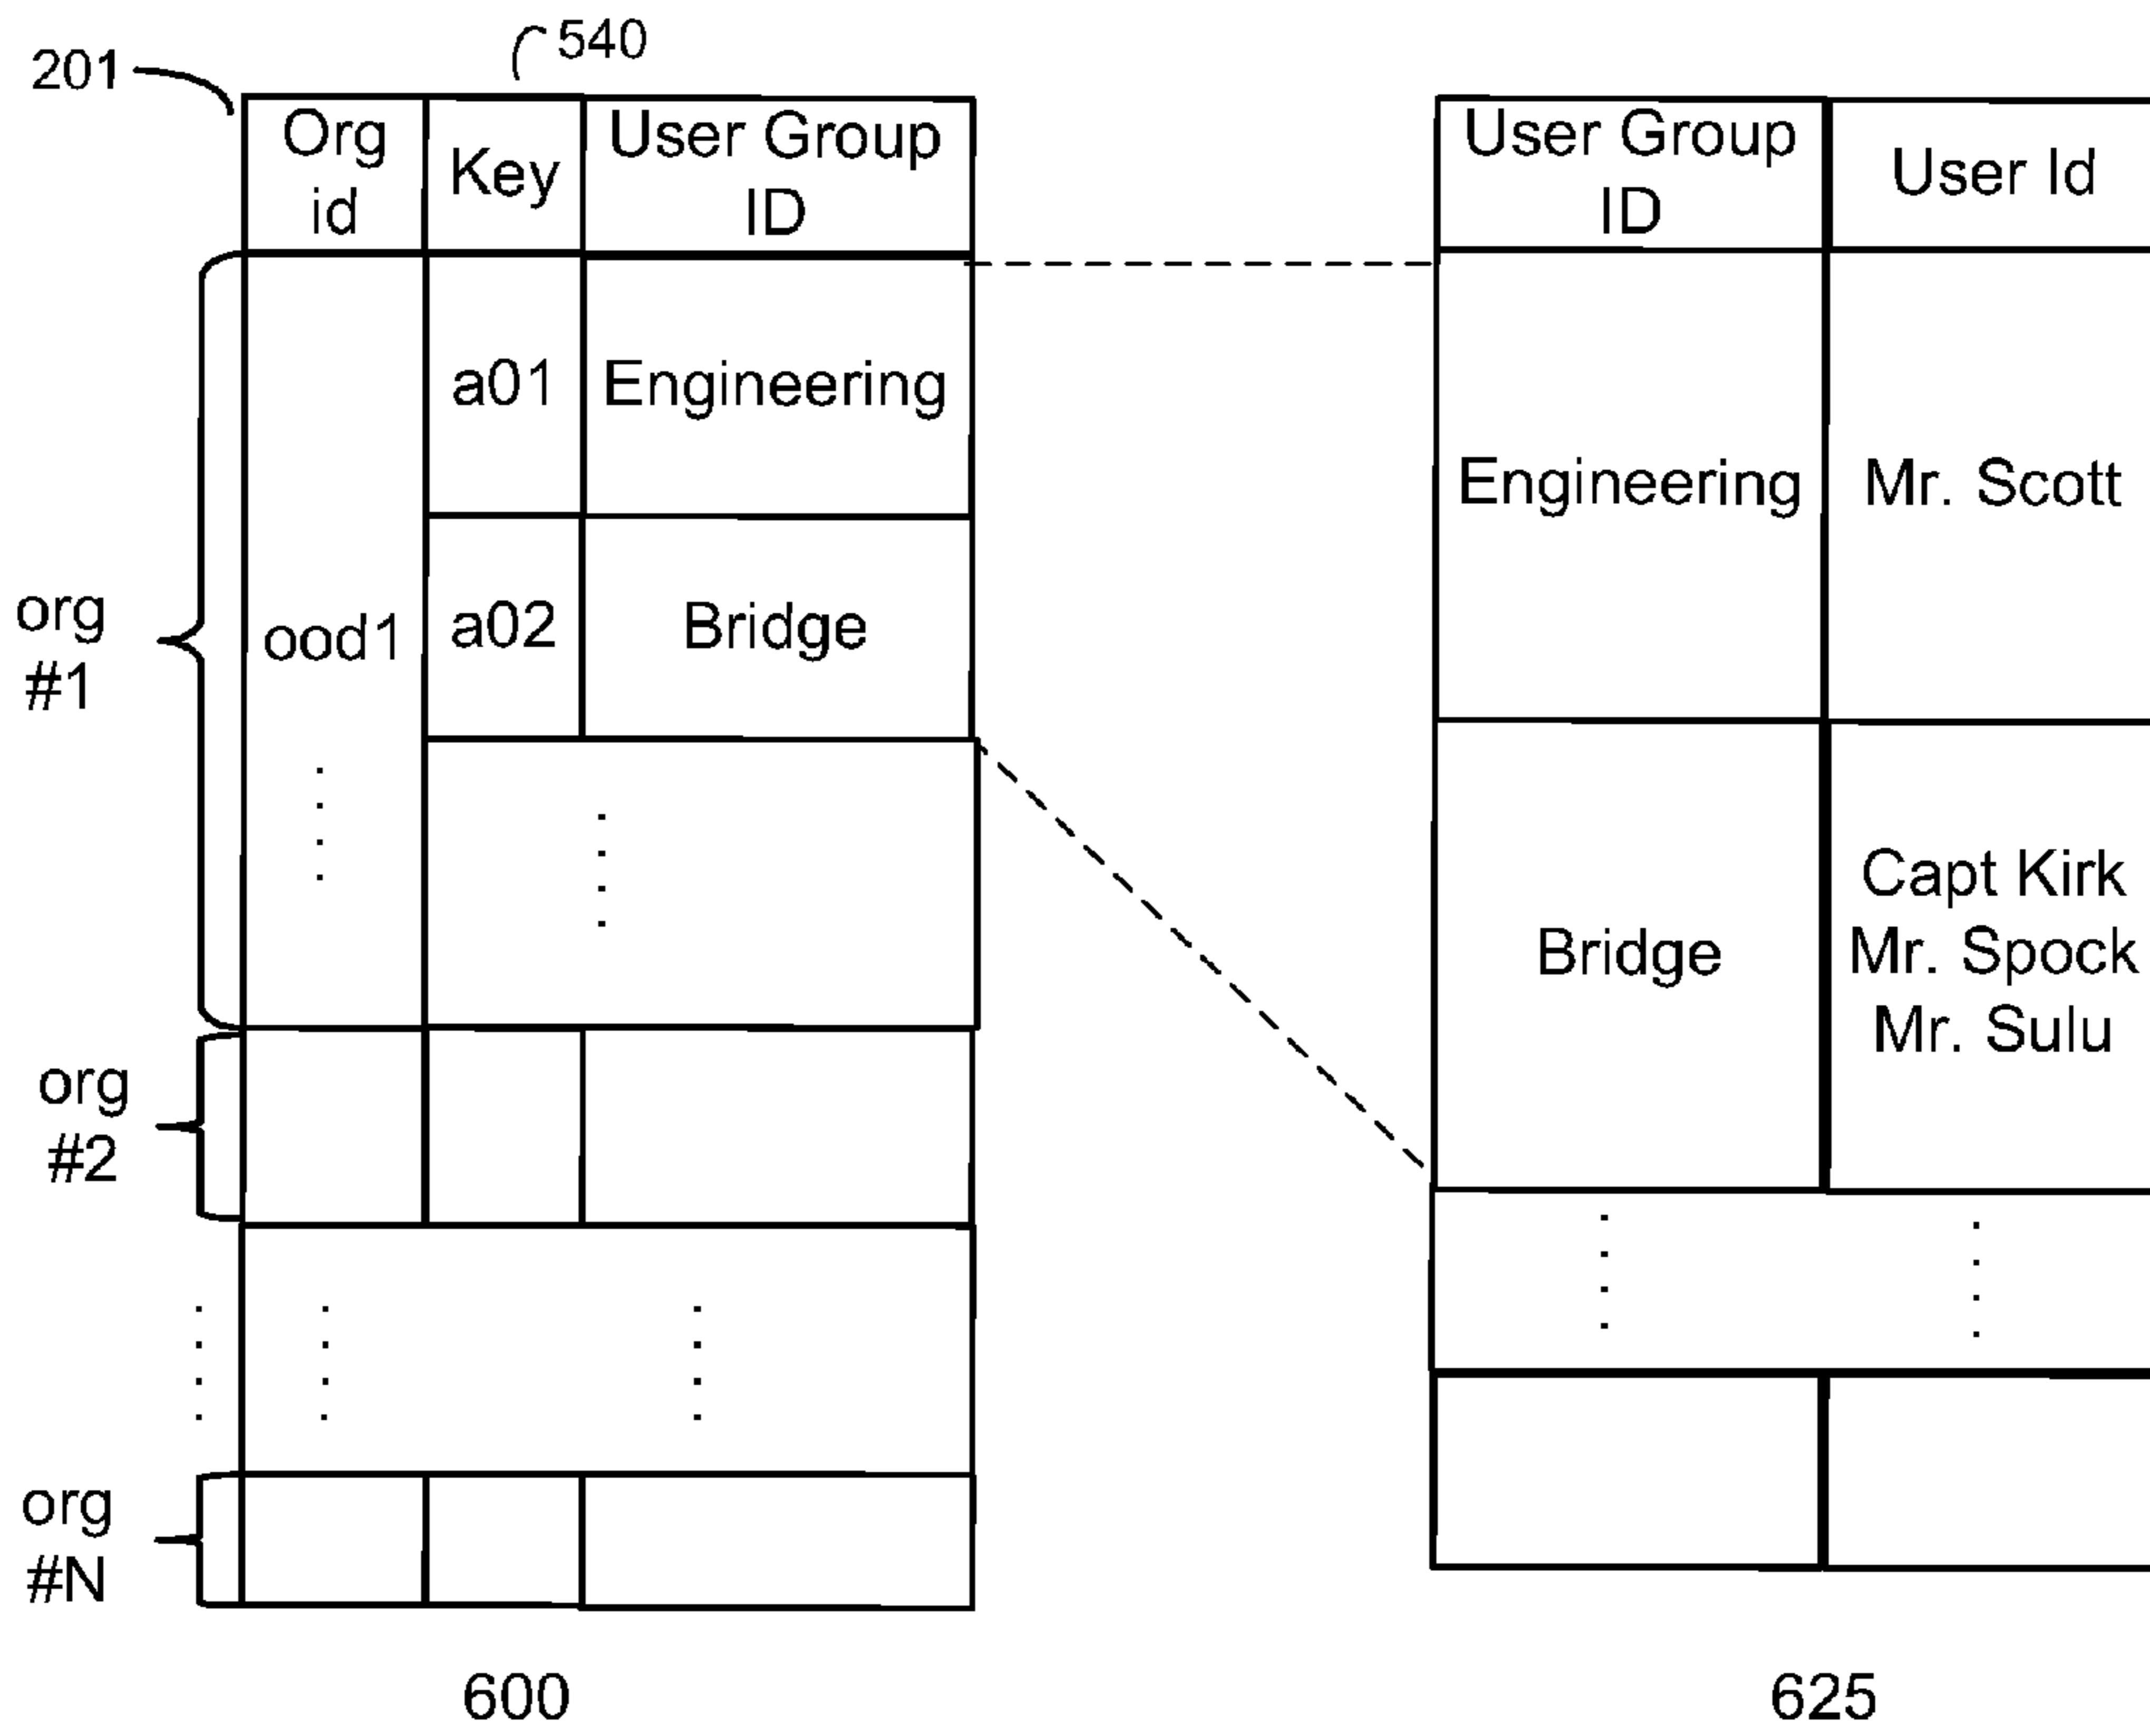 201
540
Org
id
Key
User Group
ID
a01
Engineering
org
#1
ood1
a02
Bridge
org
#2
org
#N
600
User Group
ID
User Id
Engineering
Mr. Scott
Bridge
Capt Kirk
Mr. Spock
Mr. Sulu
625